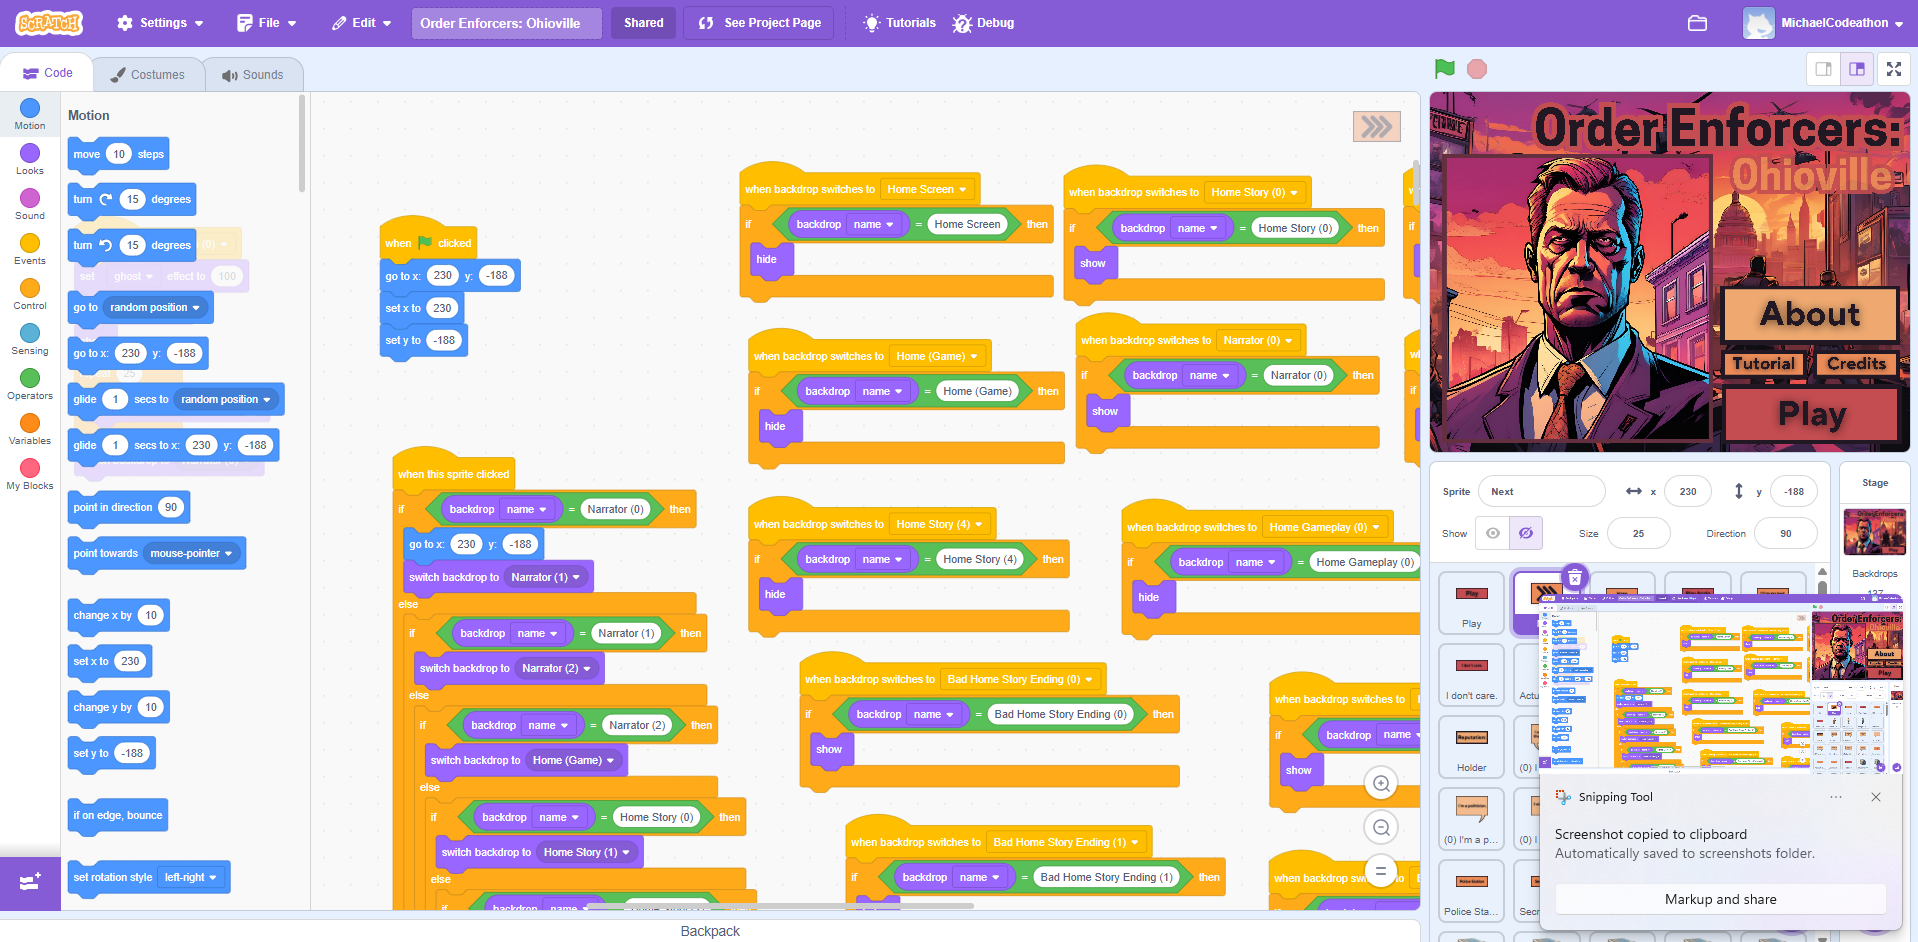 SCRATCH
Settings
File
Edit
Order Enforcers: Ohioville
Shared
See Project Page
Tutorials
Debug
MichaelCodeathon
Code
Costumes
Sounds
Motion
Looks
Sound
Events
Control
Sensing
Operators
Variables
My Blocks
Motion
move 10 steps
turn 15 degrees
turn 15 degrees
set ghost effect to 100
go to random position
go to x: 230 y: -188
glide 1 secs to random position
glide 1 secs to x: 230 y: -188
point in direction 90
point towards mouse-pointer
change x by 10
set x to 230
change y by 10
set y to -188
if on edge, bounce
set rotation style left-right
when clicked
go to x: 230 y: -188
set x to 230
set y to -188
when this sprite clicked
if backdrop name = Narrator (0) then
go to x: 230 y: -188
switch backdrop to Narrator (1)
else
if backdrop name = Narrator (1) then
switch backdrop to Narrator (2)
else
if backdrop name = Narrator (2) then
switch backdrop to Home (Game)
else
if backdrop name = Home Story (0) then
switch backdrop to Home Story (1)
else
if backdrop name
when backdrop switches to Home Screen
if backdrop name = Home Screen then
hide
when backdrop switches to Home Story (0)
if backdrop name = Home Story (0) then
show
when backdrop switches to Home (Game)
if backdrop name = Home (Game) then
hide
when backdrop switches to Narrator (0)
if backdrop name = Narrator (0) then
show
when backdrop switches to Home Story (4)
if backdrop name = Home Story (4) then
hide
when backdrop switches to Home Gameplay (0)
if backdrop name = Home Gameplay (0)
hide
when backdrop switches to Bad Home Story Ending (0)
if backdrop name = Bad Home Story Ending (0) then
show
when backdrop switches to
if backdrop name
show
when backdrop switches to Bad Home Story Ending (1)
if backdrop name = Bad Home Story Ending (1) then
when backdrop
to
Backpack
Order Enforcers:
Ohioville
About
Tutorial
Credits
Play
Sprite Next
x 230
y -188
Show
Size 25
Direction 90
Stage
Backdrops
Play
I don't care.
Reputation
Holder
(0) I'm a p...
Police Sta...
Snipping Tool
Screenshot copied to clipboard
Automatically saved to screenshots folder.
Markup and share